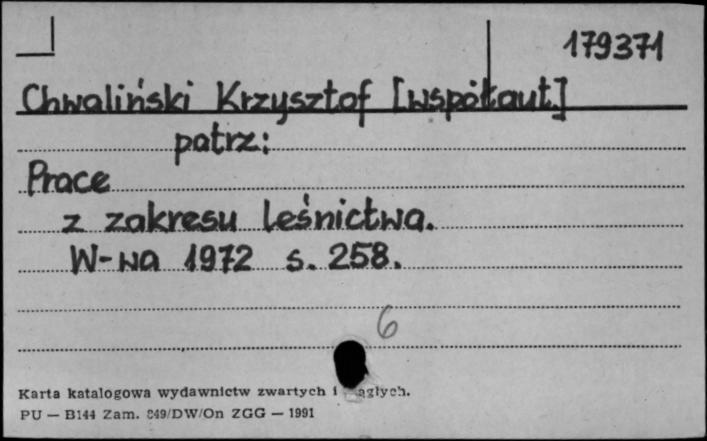 179371
Chwaliński Krzysztof [współaut.]
patrz:
Prace
z zakresu leśnictwa.
W-wa 1972 s. 258.
6
Karta katalogowa wydawnictw zwartych i
PU — B144 Zam. 849/DW/On ZGG — 1991